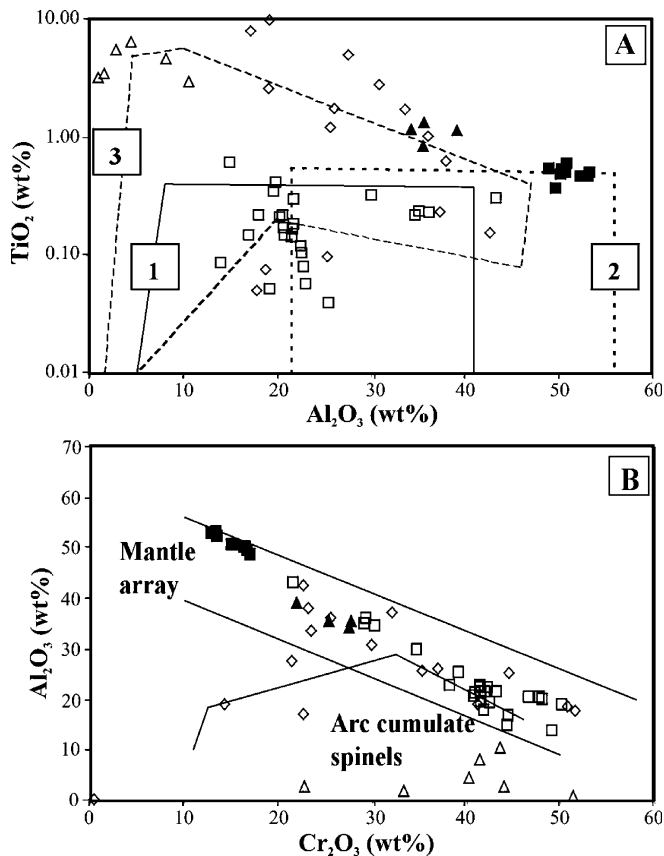 10.00
A
TiO₂ (wt%)
1.00
3
0.10
1
2
0.01
0 10 20 30 40 50 60
Al₂O₃ (wt%)
70
B
60
50
Mantle
array
Al₂O₃ (wt%)
40
30
20
Arc cumulate
spinels
10
0
0 10 20 30 40 50 60
Cr₂O₃ (wt%)